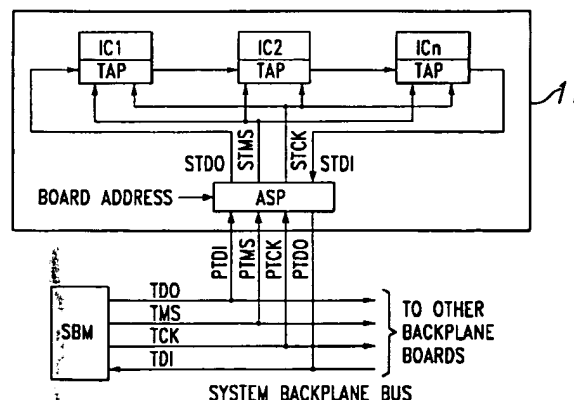 IC1
TAP
IC2
TAP
ICn
TAP
STDO
STMS
STCK
STDI
BOARD ADDRESS
ASP
PTDI
PTMS
PTCK
PTDO
SBM
TDO
TMS
TCK
TDI
TO OTHER
BACKPLANE
BOARDS
SYSTEM BACKPLANE BUS